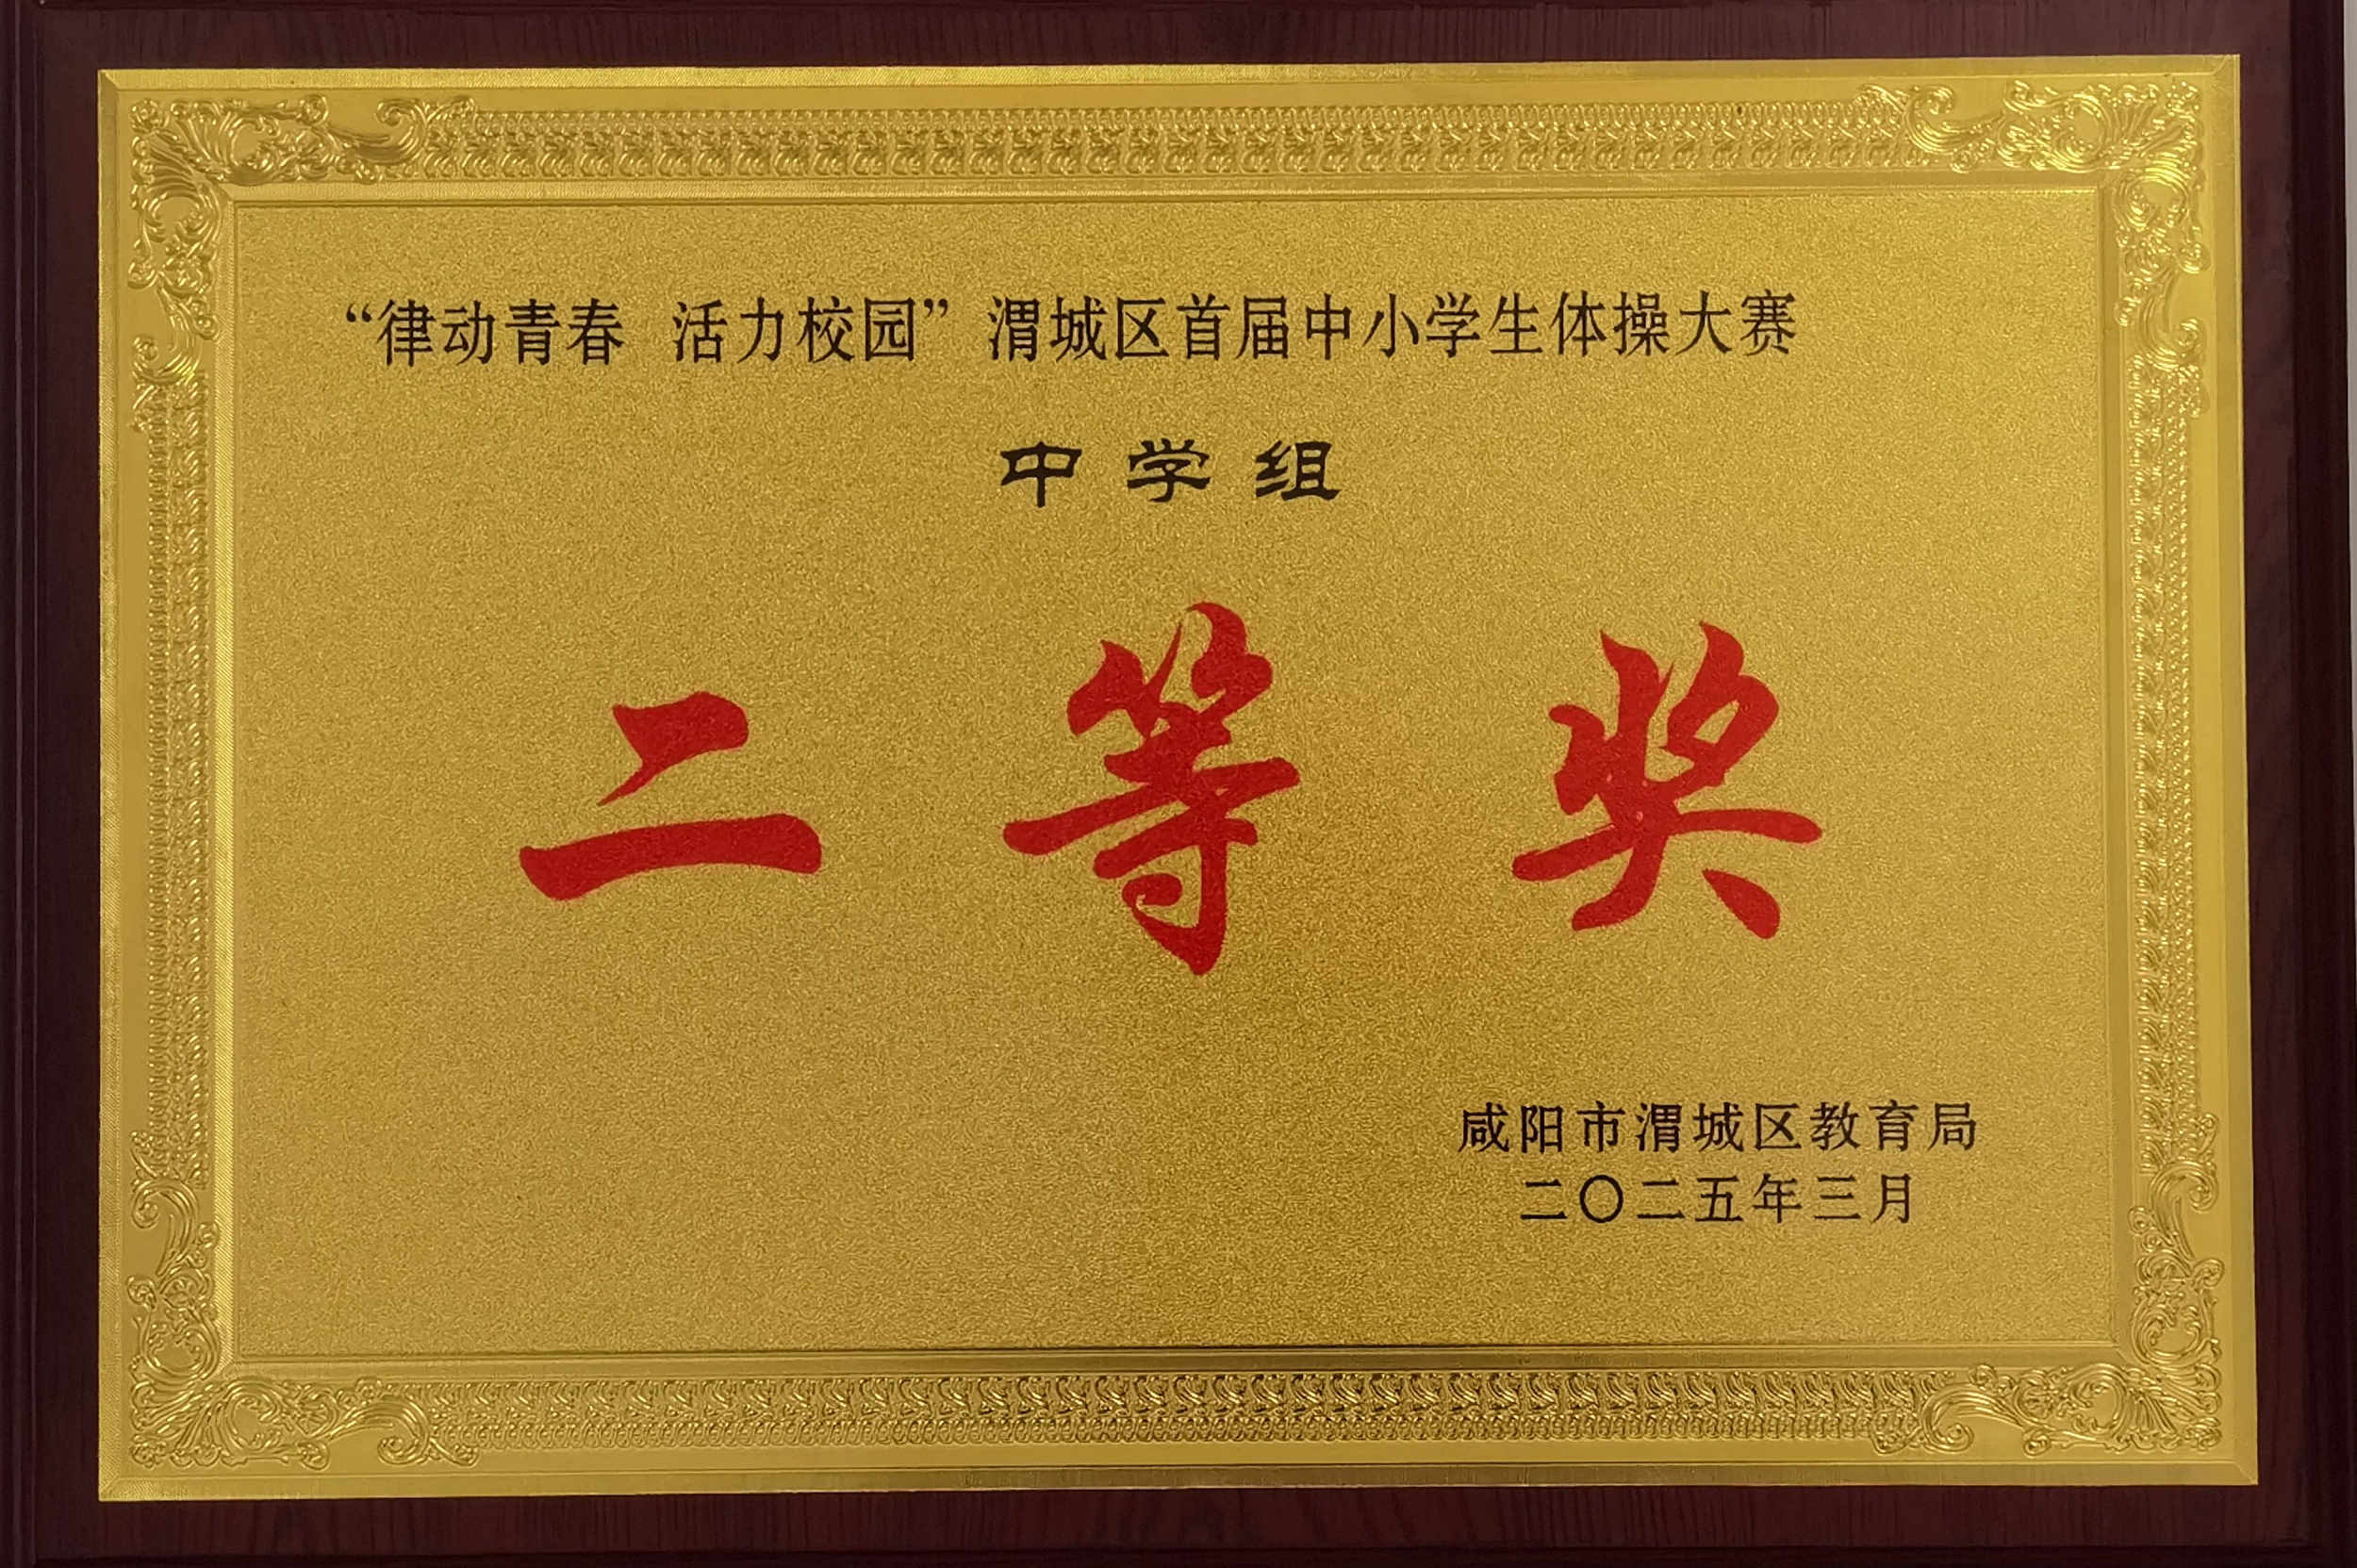 “律动青春 活力校园”渭城区首届中小学生体操大赛
中学组
二等奖
咸阳市渭城区教育局
二〇二五年三月